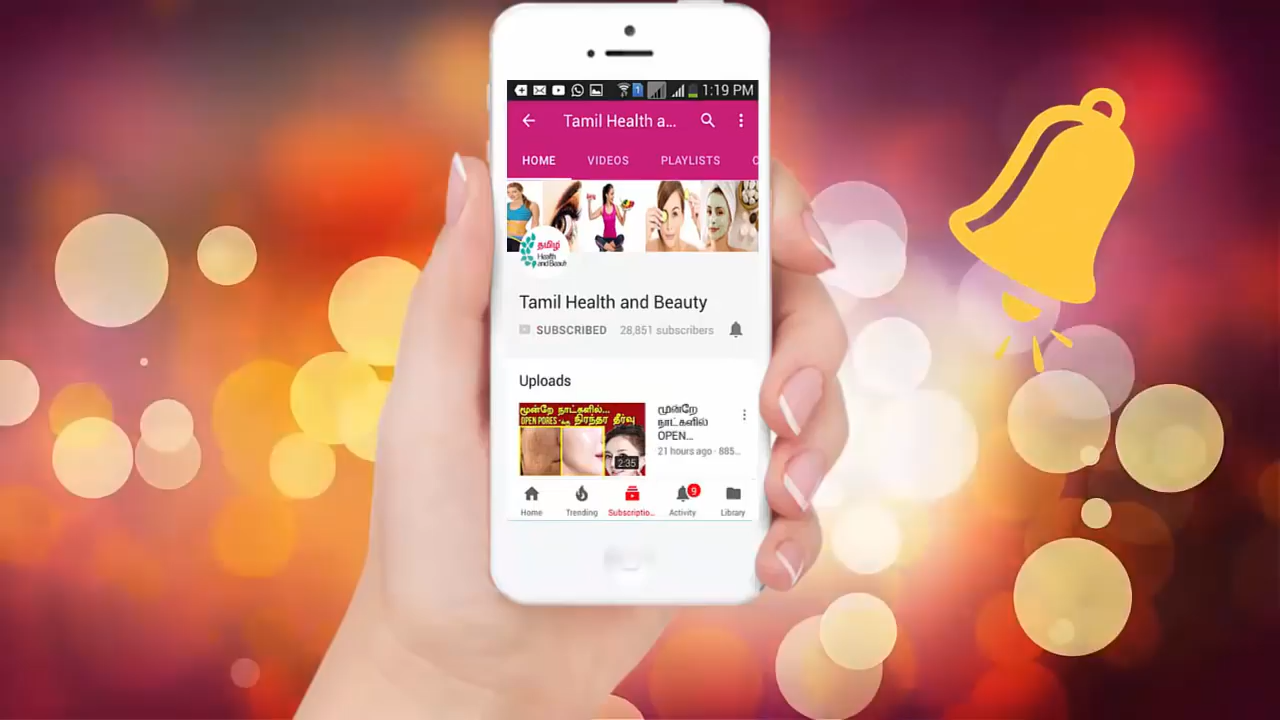 1 1:19 PM
Tamil Health a...
HOME VIDEOS PLAYLISTS C
தமிழ்
Health
and Beauty
Tamil Health and Beauty
SUBSCRIBED 28,851 subscribers
Uploads
மூன்றே நாட்களில்...
OPEN PORES நிரந்தர தீர்வு
2:35
மூன்றே
நாட்களில்
OPEN...
21 hours ago · 885...
9
Home Trending Subscriptio... Activity Library